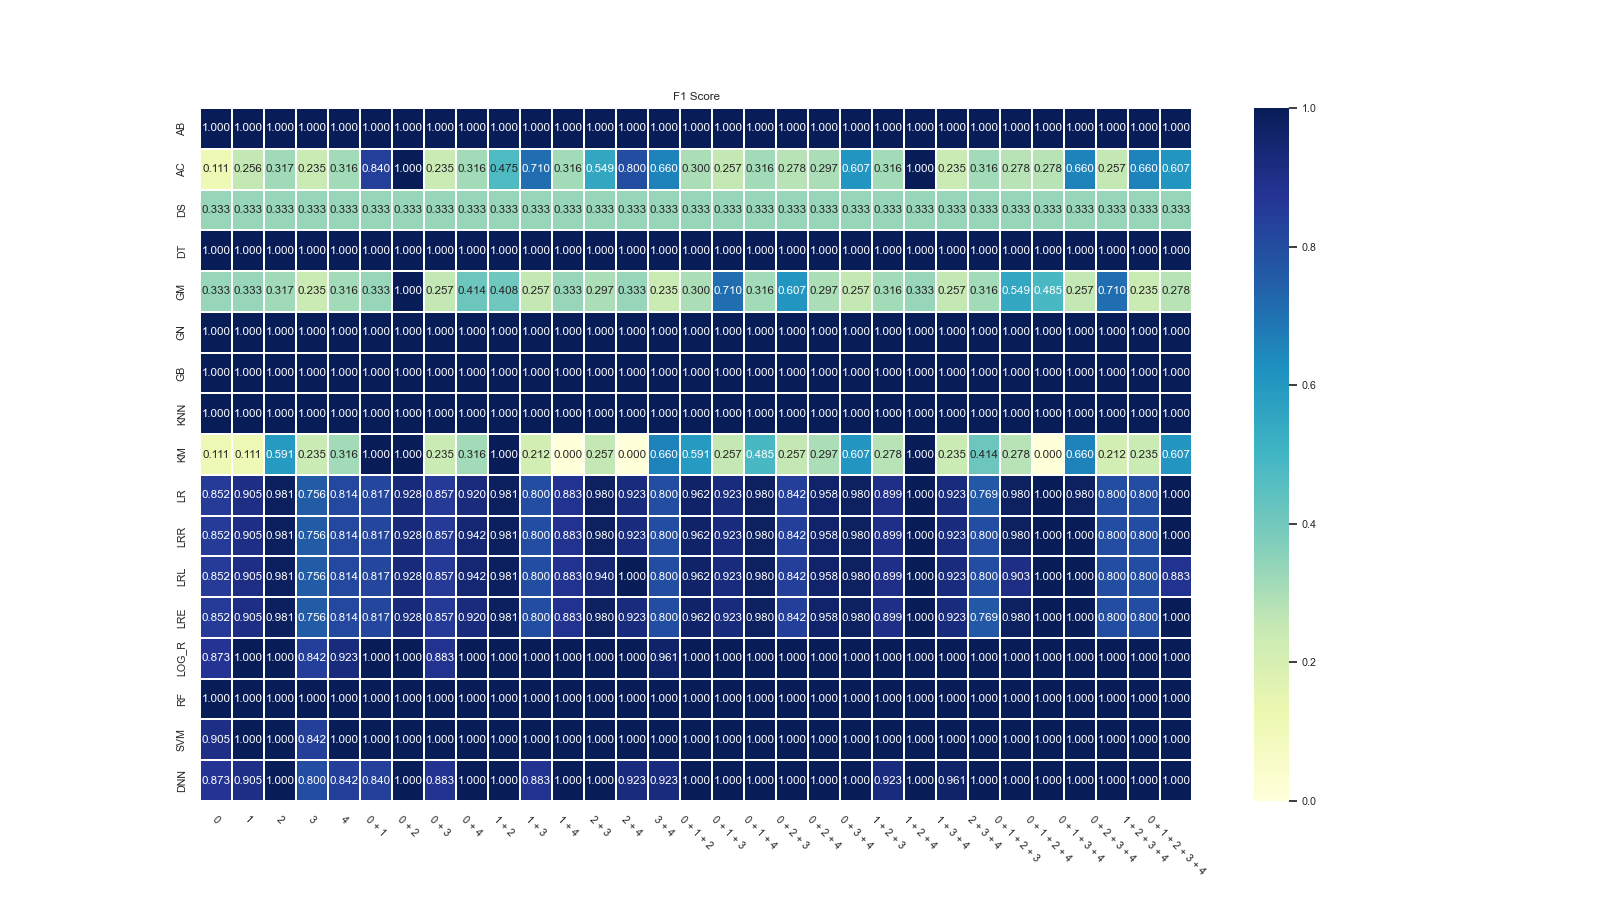 F1 Score
AB 1.000 1.000 1.000 1.000 1.000 1.000 1.000 1.000 1.000 1.000 1.000 1.000 1.000 1.000 1.000 1.000 1.000 1.000 1.000 1.000 1.000 1.000 1.000 1.000 1.000 1.000 1.000 1.000 1.000 1.000 1.000
AC 0.111 0.256 0.317 0.235 0.316 0.840 1.000 0.235 0.316 0.475 0.710 0.316 0.549 0.800 0.660 0.300 0.257 0.316 0.278 0.297 0.607 0.316 1.000 0.235 0.316 0.278 0.278 0.660 0.257 0.660 0.607
DS 0.333 0.333 0.333 0.333 0.333 0.333 0.333 0.333 0.333 0.333 0.333 0.333 0.333 0.333 0.333 0.333 0.333 0.333 0.333 0.333 0.333 0.333 0.333 0.333 0.333 0.333 0.333 0.333 0.333 0.333 0.333
DT 1.000 1.000 1.000 1.000 1.000 1.000 1.000 1.000 1.000 1.000 1.000 1.000 1.000 1.000 1.000 1.000 1.000 1.000 1.000 1.000 1.000 1.000 1.000 1.000 1.000 1.000 1.000 1.000 1.000 1.000 1.000
GM 0.333 0.333 0.317 0.235 0.316 0.333 1.000 0.257 0.414 0.408 0.257 0.333 0.297 0.333 0.235 0.300 0.710 0.316 0.607 0.297 0.257 0.316 0.333 0.257 0.316 0.549 0.485 0.257 0.710 0.235 0.278
GN 1.000 1.000 1.000 1.000 1.000 1.000 1.000 1.000 1.000 1.000 1.000 1.000 1.000 1.000 1.000 1.000 1.000 1.000 1.000 1.000 1.000 1.000 1.000 1.000 1.000 1.000 1.000 1.000 1.000 1.000 1.000
GB 1.000 1.000 1.000 1.000 1.000 1.000 1.000 1.000 1.000 1.000 1.000 1.000 1.000 1.000 1.000 1.000 1.000 1.000 1.000 1.000 1.000 1.000 1.000 1.000 1.000 1.000 1.000 1.000 1.000 1.000 1.000
KNN 1.000 1.000 1.000 1.000 1.000 1.000 1.000 1.000 1.000 1.000 1.000 1.000 1.000 1.000 1.000 1.000 1.000 1.000 1.000 1.000 1.000 1.000 1.000 1.000 1.000 1.000 1.000 1.000 1.000 1.000 1.000
KM 0.111 0.111 0.591 0.235 0.316 1.000 1.000 0.235 0.316 1.000 0.212 0.000 0.257 0.000 0.660 0.591 0.257 0.485 0.257 0.297 0.607 0.278 1.000 0.235 0.414 0.278 0.000 0.660 0.212 0.235 0.607
LR 0.852 0.905 0.981 0.756 0.814 0.817 0.928 0.857 0.920 0.981 0.800 0.883 0.980 0.923 0.800 0.962 0.923 0.980 0.842 0.958 0.980 0.899 1.000 0.923 0.769 0.980 1.000 0.980 0.800 0.800 1.000
LRR 0.852 0.905 0.981 0.756 0.814 0.817 0.928 0.857 0.942 0.981 0.800 0.883 0.980 0.923 0.800 0.962 0.923 0.980 0.842 0.958 0.980 0.899 1.000 0.923 0.800 0.980 1.000 1.000 0.800 0.800 1.000
LRL 0.852 0.905 0.981 0.756 0.814 0.817 0.928 0.857 0.942 0.981 0.800 0.883 0.940 1.000 0.800 0.962 0.923 0.980 0.842 0.958 0.980 0.899 1.000 0.923 0.800 0.903 1.000 1.000 0.800 0.800 0.883
LRE 0.852 0.905 0.981 0.756 0.814 0.817 0.928 0.857 0.920 0.981 0.800 0.883 0.980 0.923 0.800 0.962 0.923 0.980 0.842 0.958 0.980 0.899 1.000 0.923 0.769 0.980 1.000 1.000 0.800 0.800 1.000
LOG_R 0.873 1.000 1.000 0.842 0.923 1.000 1.000 0.883 1.000 1.000 1.000 1.000 1.000 1.000 0.961 1.000 1.000 1.000 1.000 1.000 1.000 1.000 1.000 1.000 1.000 1.000 1.000 1.000 1.000 1.000 1.000
RF 1.000 1.000 1.000 1.000 1.000 1.000 1.000 1.000 1.000 1.000 1.000 1.000 1.000 1.000 1.000 1.000 1.000 1.000 1.000 1.000 1.000 1.000 1.000 1.000 1.000 1.000 1.000 1.000 1.000 1.000 1.000
SVM 0.905 1.000 1.000 0.842 1.000 1.000 1.000 1.000 1.000 1.000 1.000 1.000 1.000 1.000 1.000 1.000 1.000 1.000 1.000 1.000 1.000 1.000 1.000 1.000 1.000 1.000 1.000 1.000 1.000 1.000 1.000
DNN 0.873 0.905 1.000 0.800 0.842 0.840 1.000 0.883 1.000 1.000 0.883 1.000 1.000 0.923 0.923 1.000 1.000 1.000 1.000 1.000 1.000 0.923 1.000 0.961 1.000 1.000 1.000 1.000 1.000 1.000 1.000
0
1
2
3
4
0 + 1
0 + 2
0 + 3
0 + 4
1 + 2
1 + 3
1 + 4
2 + 3
2 + 4
3 + 4
0 + 1 + 2
0 + 1 + 3
0 + 1 + 4
0 + 2 + 3
0 + 2 + 4
0 + 3 + 4
1 + 2 + 3
1 + 2 + 4
1 + 3 + 4
2 + 3 + 4
0 + 1 + 2 + 3
0 + 1 + 2 + 4
0 + 1 + 3 + 4
0 + 2 + 3 + 4
1 + 2 + 3 + 4
0 + 1 + 2 + 3 + 4
1.0
0.8
0.6
0.4
0.2
0.0